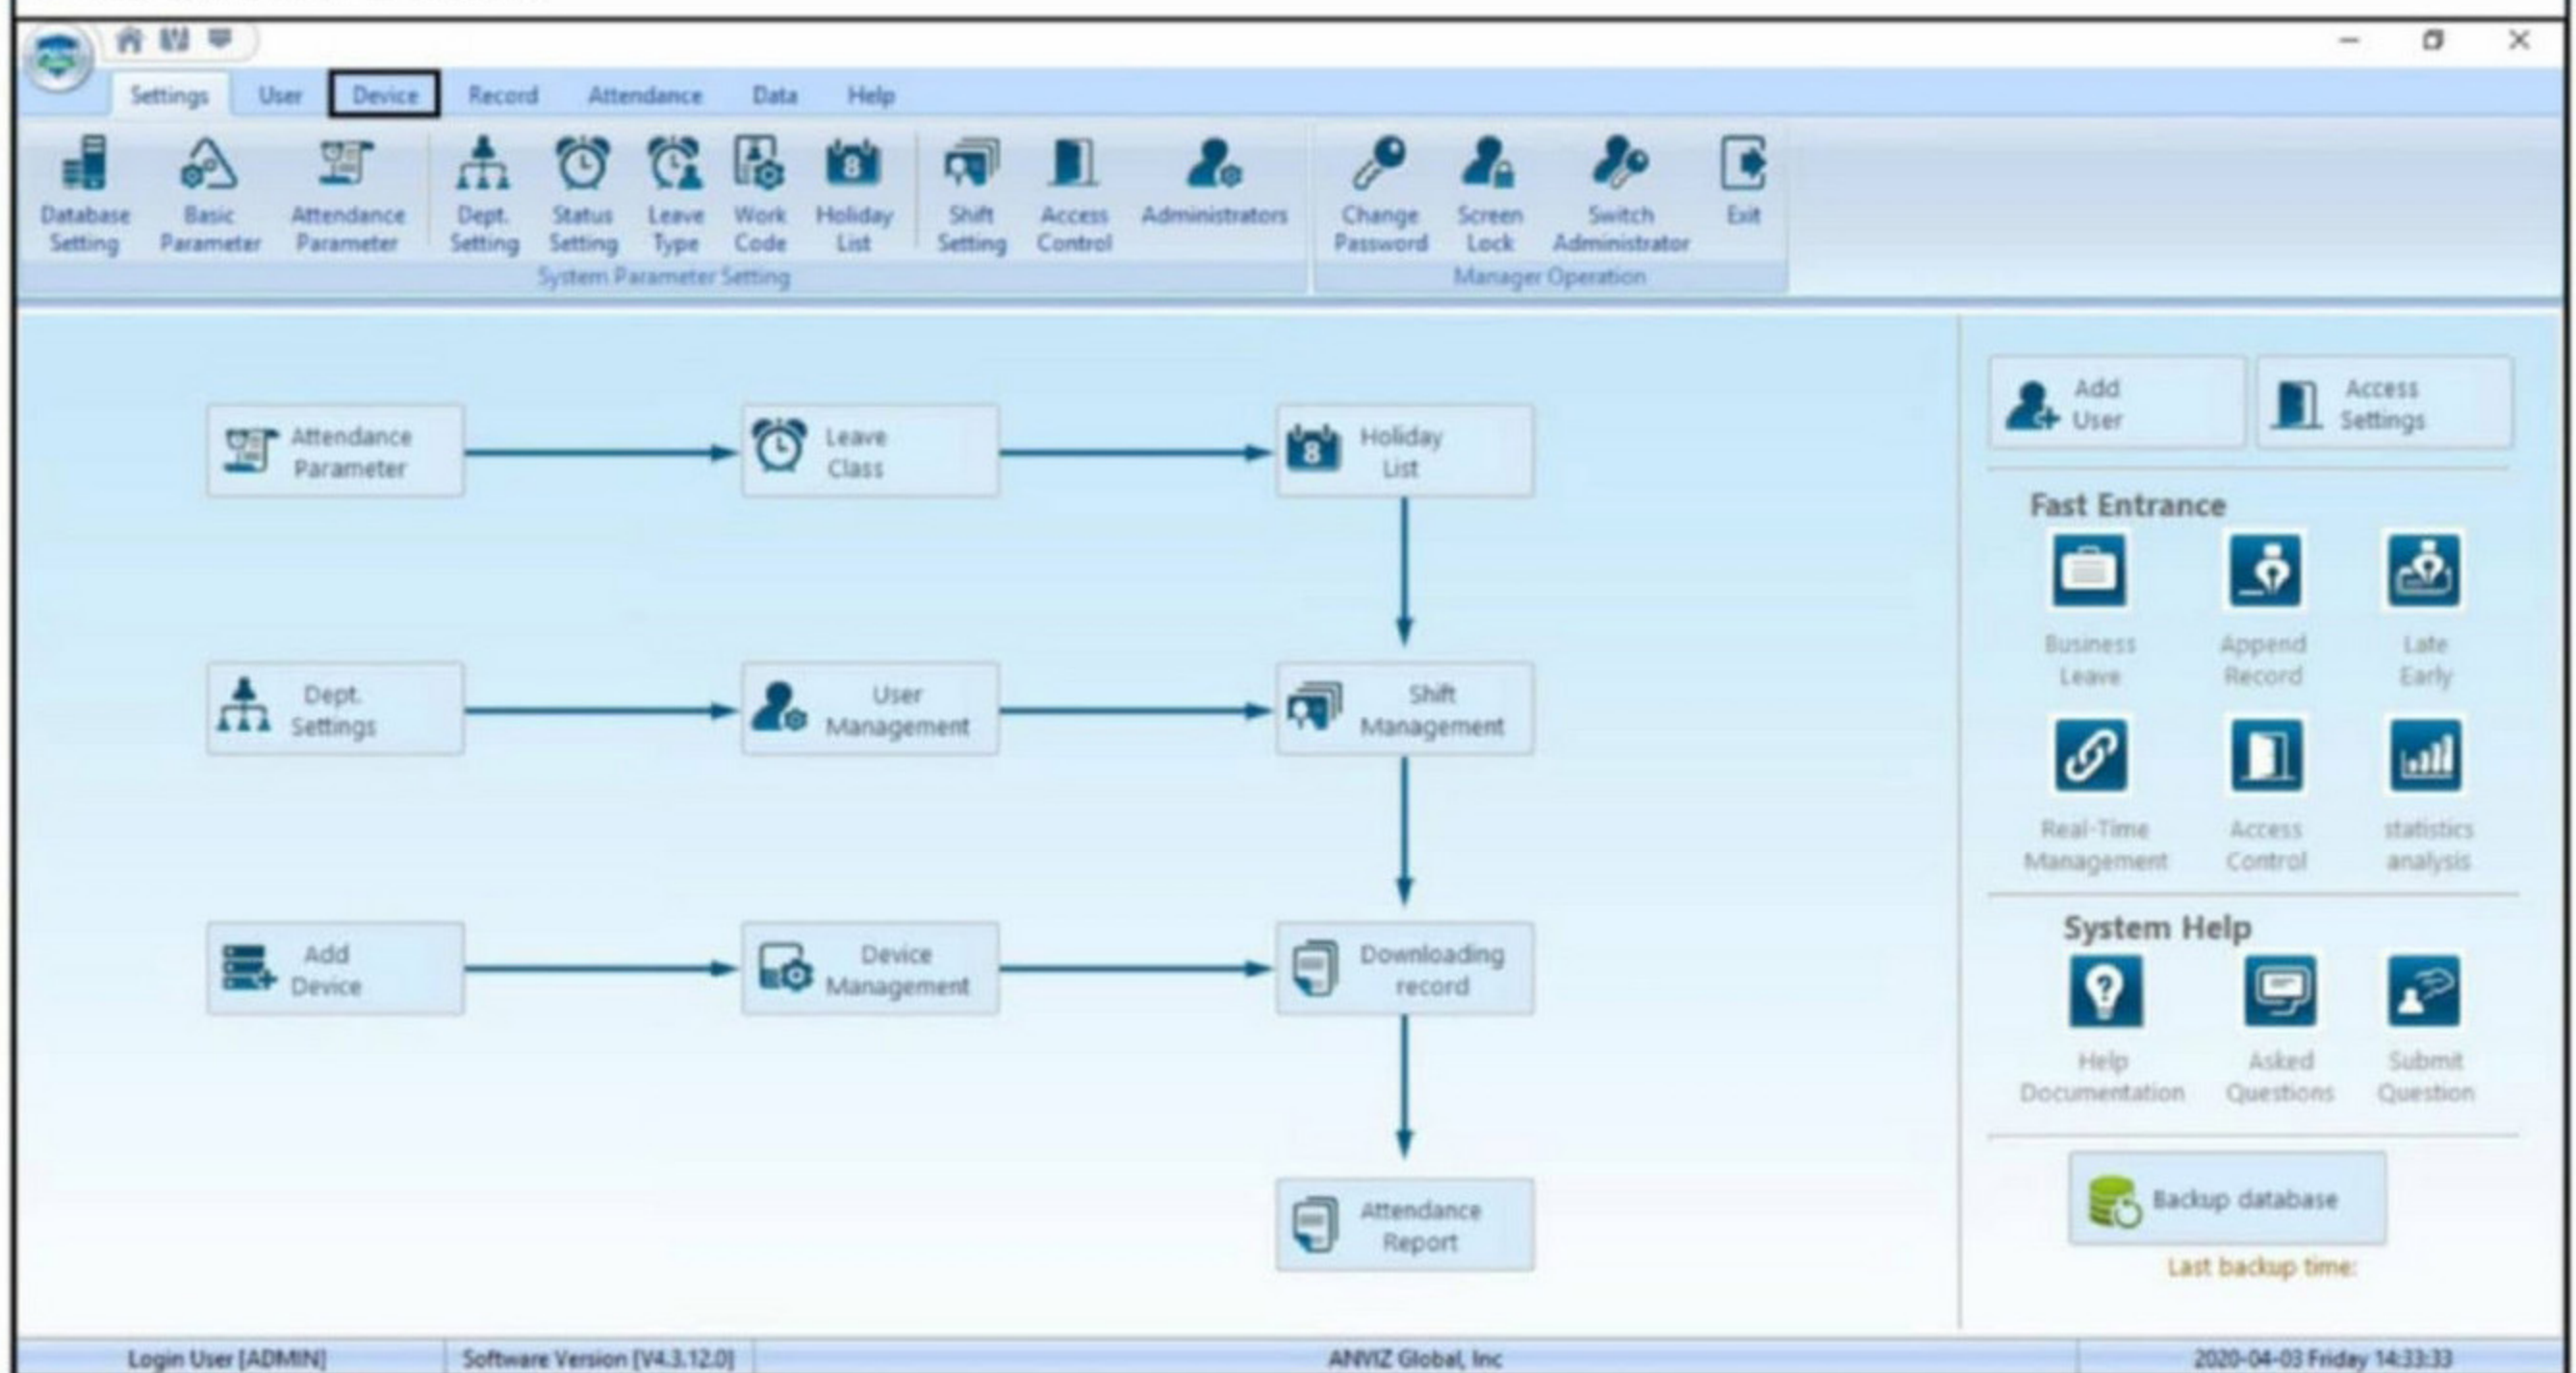 Settings User Device Record Attendance Data Help
Database Basic Attendance Dept. Status Leave Work Holiday Shift Access Administrators Change Screen Switch Exit
Setting Parameter Parameter Setting Setting Type Code List Setting Control Password Lock Administrator
System Parameter Setting Manager Operation
Attendance
Parameter
Leave
Class
8 Holiday
List
Dept.
Settings
User
Management
Shift
Management
Add
Device
Device
Management
Downloading
record
Attendance
Report
Add
User
Access
Settings
Fast Entrance
Business
Leave
Append
Record
Late
Early
Real-Time
Management
Access
Control
statistics
analysis
System Help
Help
Documentation
Asked
Questions
Submit
Question
Backup database
Last backup time:
Login User [ADMIN] Software Version [V4.3.12.0] ANVIZ Global, Inc 2020-04-03 Friday 14:33:33